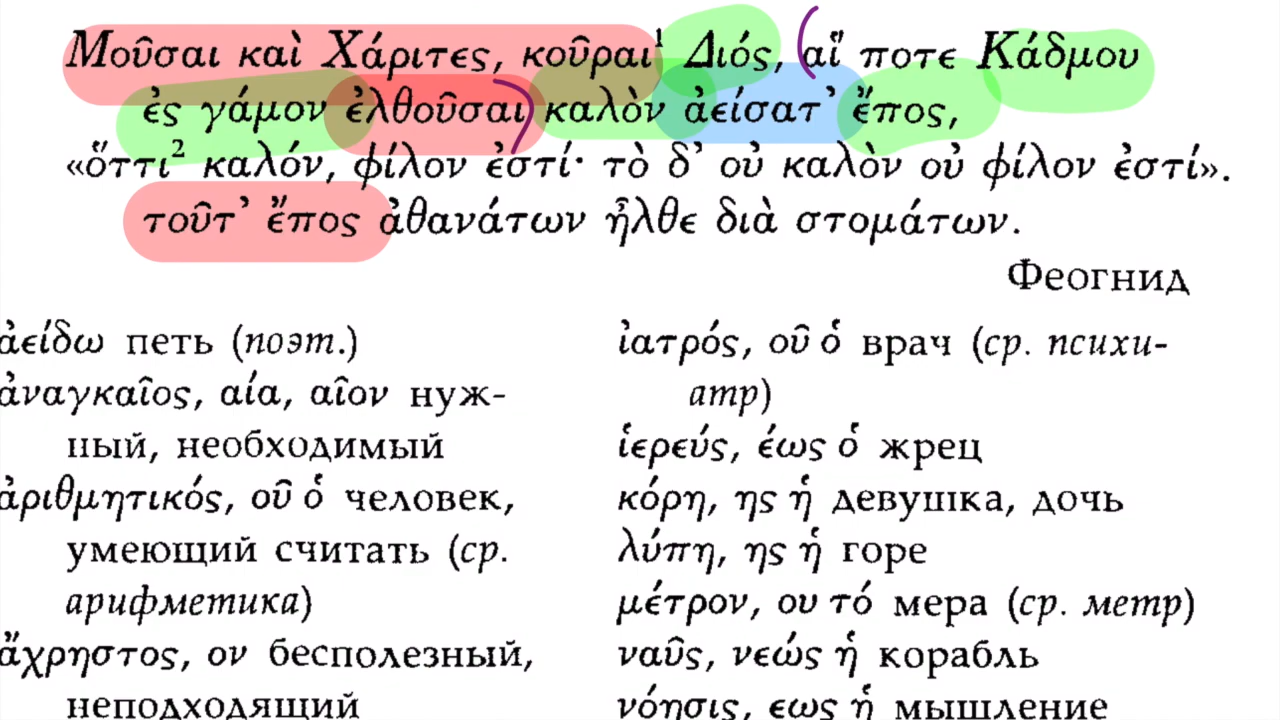 Μοῦσαι καὶ Χάριτες, κοῦραι¹ Διός, αἵ ποτε Κάδμου
ἐς γάμον ἐλθοῦσαι καλὸν ἀείσατ’ ἔπος,
«ὅττι² καλόν, φίλον ἐστί· τὸ δ’ οὐ καλὸν οὐ φίλον ἐστί».
τοῦτ’ ἔπος ἀθανάτων ἦλθε διὰ στομάτων.
Феогнид
ἀείδω петь (поэт.)
ἀναγκαῖος, αία, αῖον нуж-
ный, необходимый
ἀριθμητικός, οῦ ὁ человек,
умеющий считать (ср.
арифметика)
ἄχρηστος, ον бесполезный,
неподходящий
ἰατρός, οῦ ὁ врач (ср. психи-
атр)
ἱερεύς, έως ὁ жрец
κόρη, ης ἡ девушка, дочь
λύπη, ης ἡ горе
μέτρον, ου τό мера (ср. метр)
ναῦς, νεώς ἡ корабль
νόησις, εως ἡ мышление